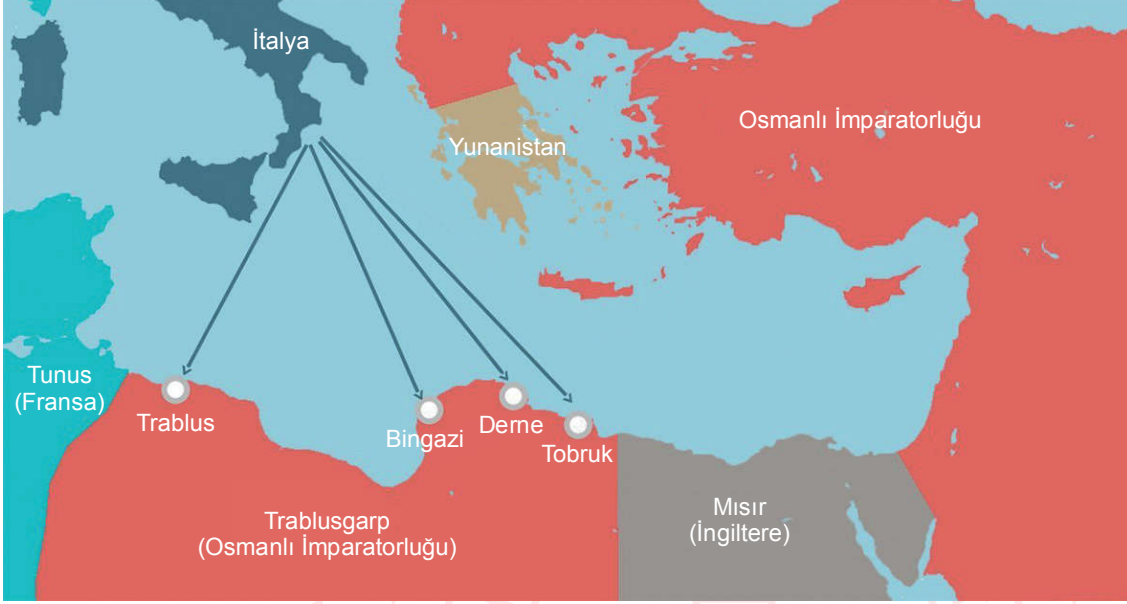 İtalya
Yunanistan
Osmanlı İmparatorluğu
Tunus
(Fransa)
Trablus
Bingazi
Derne
Tobruk
Trablusgarp
(Osmanlı İmparatorluğu)
Mısır
(İngiltere)